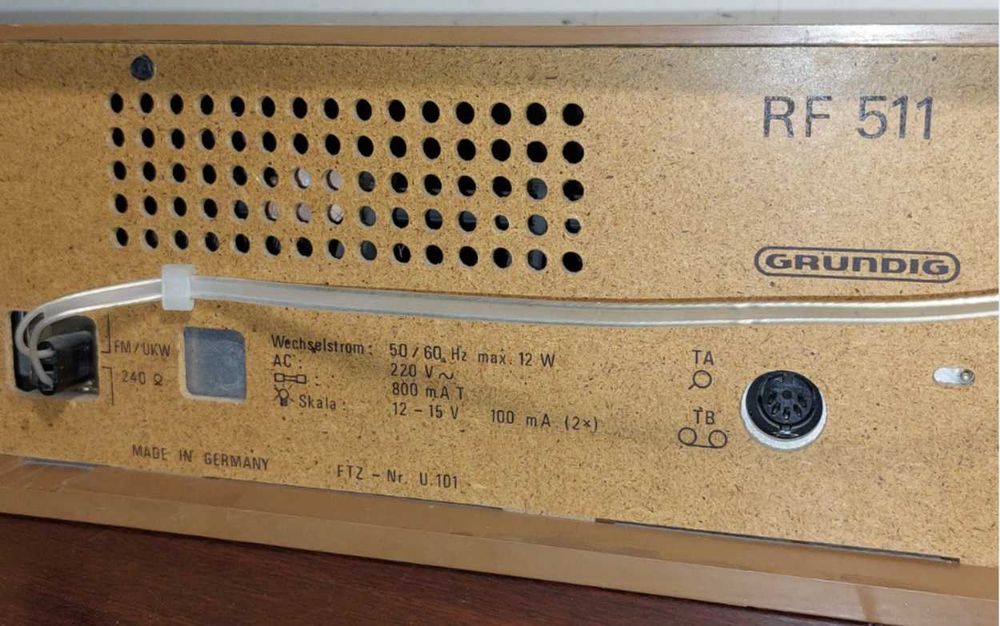 RF 511
GRUNDIG
FM/UKW
240 Ω
Wechselstrom: 50/60 Hz max. 12 W
AC: 220 V ~
: 800 mA T
Skala: 12 – 15 V 100 mA (2×)
TA
TB
MADE IN GERMANY
FTZ – Nr. U.101